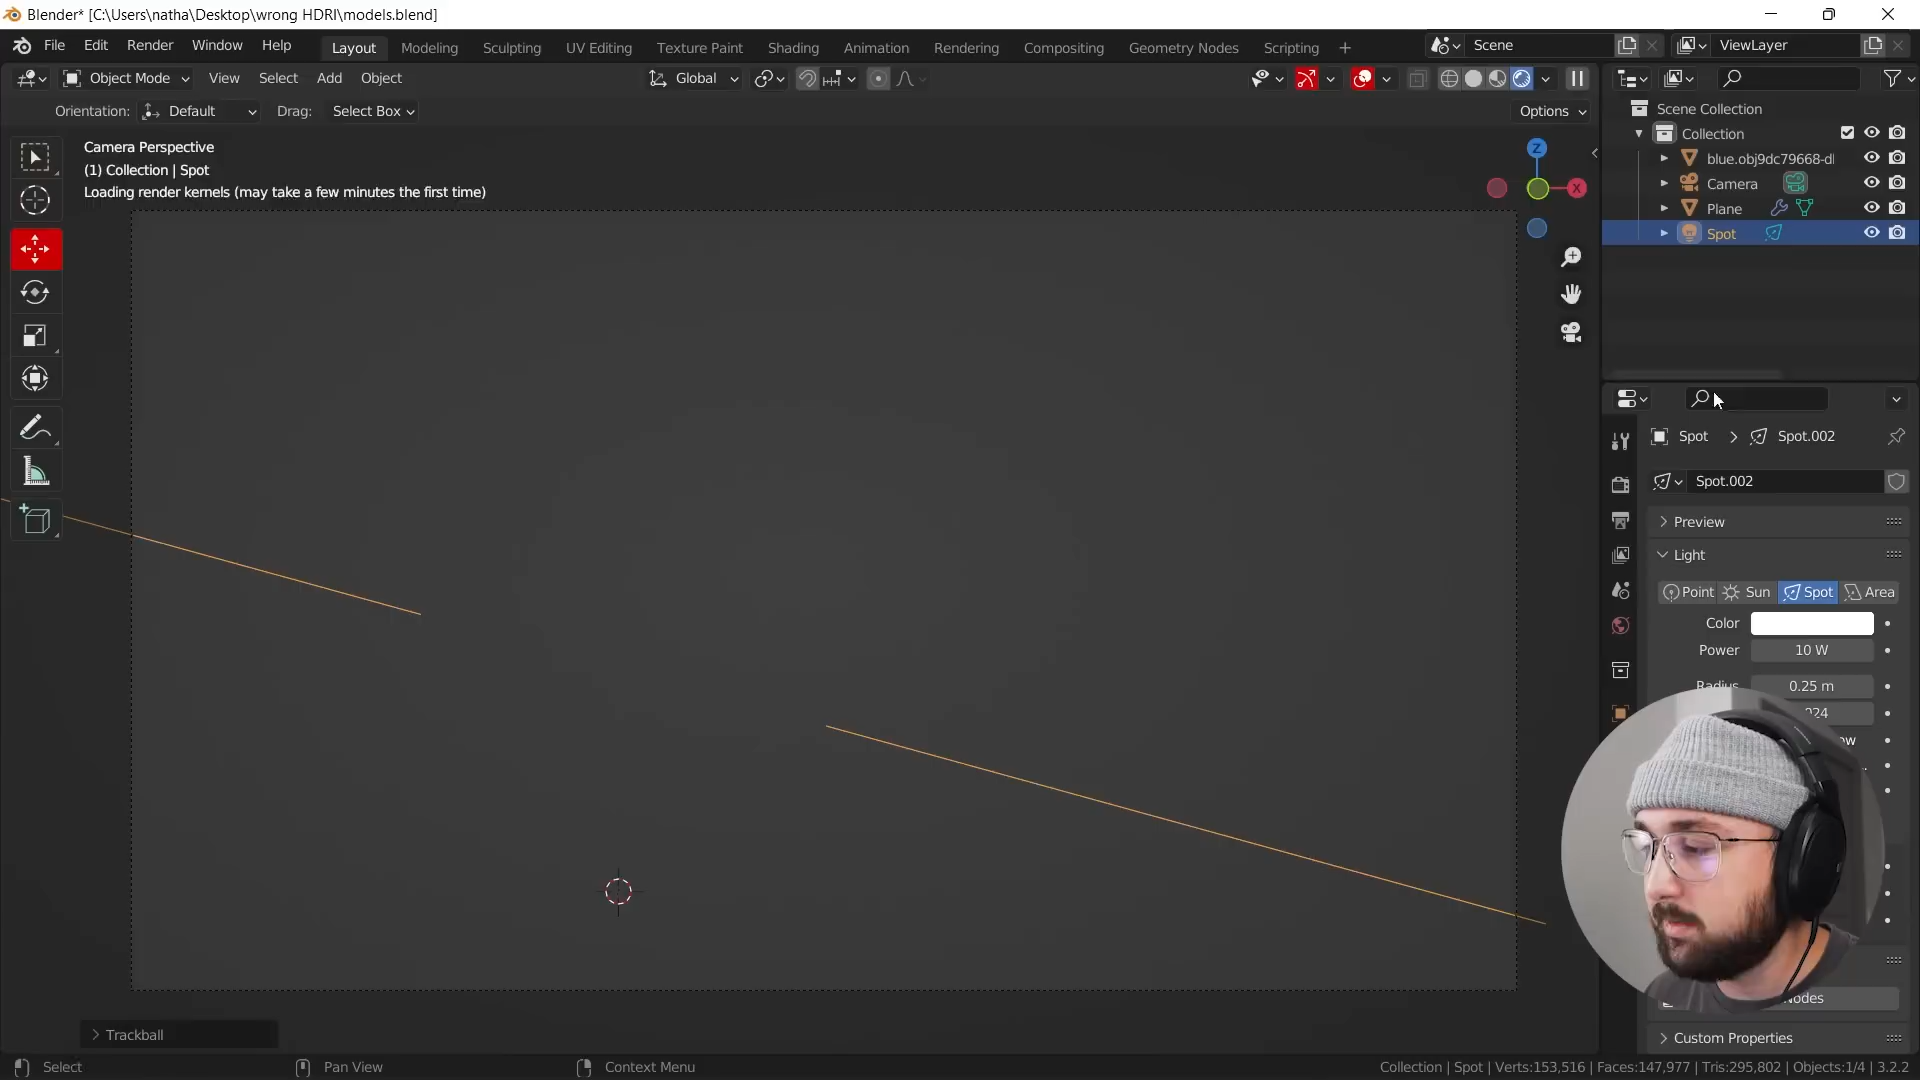 Blender* [C:\Users\natha\Desktop\wrong HDRI\models.blend]
File Edit Render Window Help Layout Modeling Sculpting UV Editing Texture Paint Shading Animation Rendering Compositing Geometry Nodes Scripting + Scene ViewLayer
Object Mode View Select Add Object Global
Orientation: Default Drag: Select Box Options
Camera Perspective
(1) Collection | Spot
Loading render kernels (may take a few minutes the first time)
Z
X
Scene Collection
Collection
blue.obj9dc79668-d
Camera
Plane
Spot
Spot > Spot.002
Spot.002
Preview
Light
Point Sun Spot Area
Color
Power 10 W
Radius 0.25 m
024
ow
Nodes
Custom Properties
Trackball
Select Pan View Context Menu Collection | Spot | Verts:153,516 | Faces:147,977 | Tris:295,802 | Objects:1/4 | 3.2.2